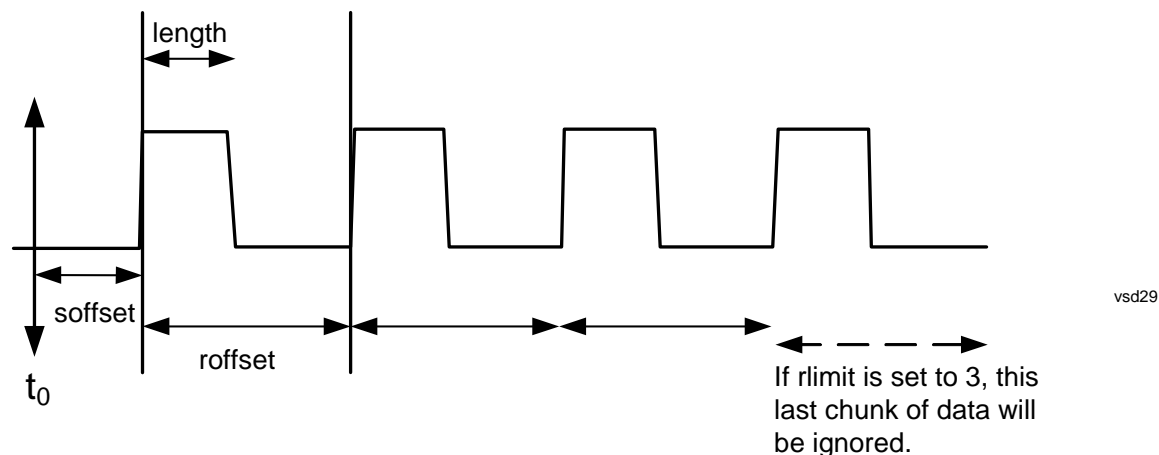 length
soffset
roffset
t₀
vsd29
If rlimit is set to 3, this
last chunk of data will
be ignored.